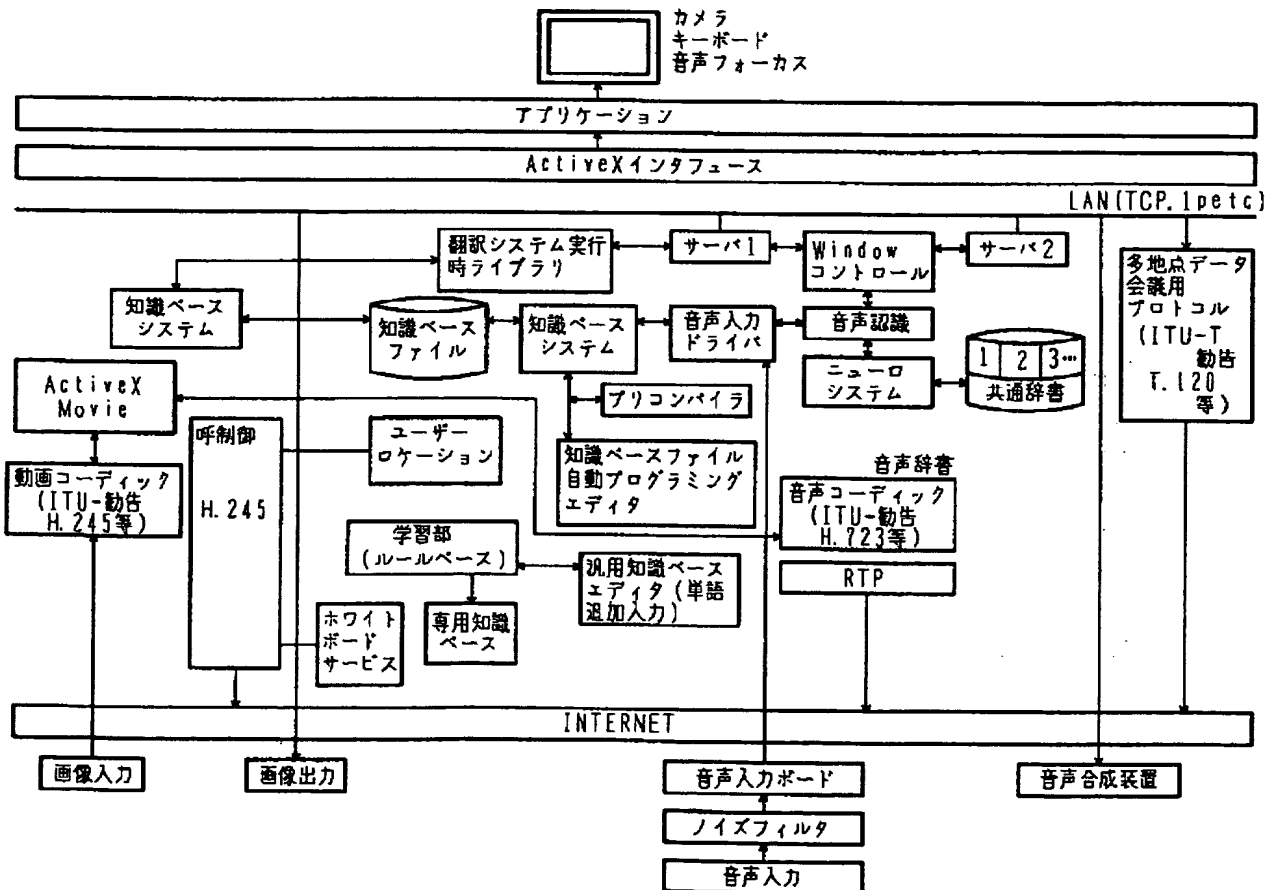 カメラ
キーボード
音声フォーカス
アプリケーション
ActiveXインタフェース
LAN(TCP.1petc)
翻訳システム実行
時ライブラリ
サーバ1
Window
コントロール
サーバ2
多地点データ
会議用
プロトコル
(ITU-T
勧告
T.120
等)
知識ベース
システム
知識ベース
ファイル
知識ベース
システム
音声入力
ドライバ
音声認識
1 2 3…
共通辞書
ニューロ
システム
ActiveX
Movie
プリコンパイラ
呼制御
H.245
ユーザー
ロケーション
知識ベースファイル
自動プログラミング
エディタ
音声辞書
音声コーディック
(ITU-勧告
H.723等)
動画コーディック
(ITU-勧告
H.245等)
学習部
(ルールベース)
汎用知識ベース
エディタ(単語
追加入力)
RTP
専用知識
ベース
ホワイト
ボード
サービス
INTERNET
画像入力
画像出力
音声入力ボード
音声合成装置
ノイズフィルタ
音声入力